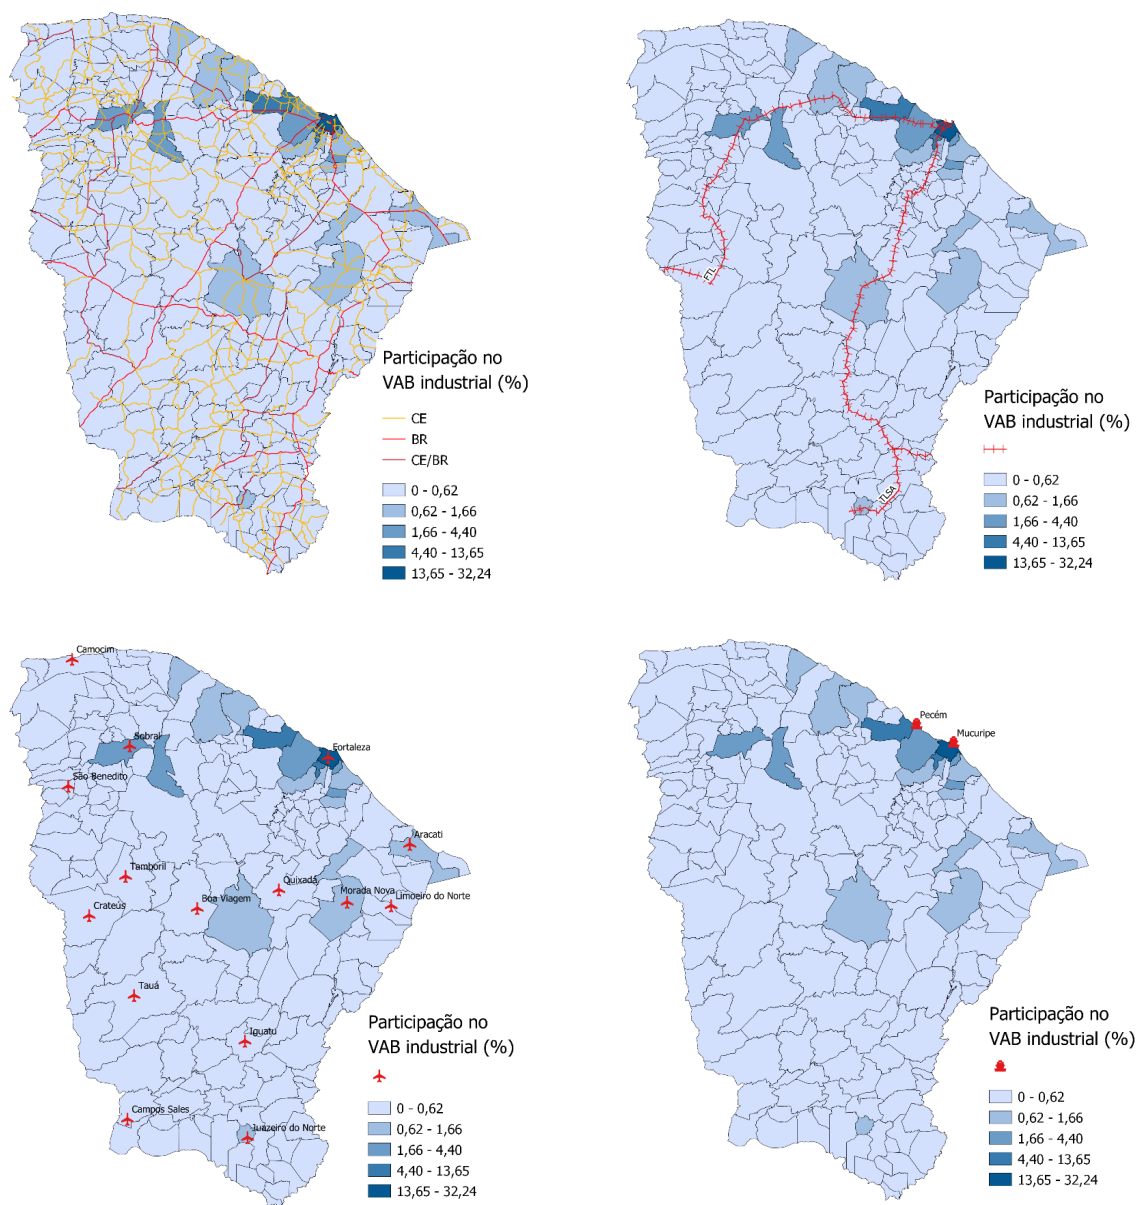 Participação no
VAB industrial (%)
CE
BR
CE/BR
0 - 0,62
0,62 - 1,66
1,66 - 4,40
4,40 - 13,65
13,65 - 32,24
FTL
TLSA
Participação no
VAB industrial (%)
0 - 0,62
0,62 - 1,66
1,66 - 4,40
4,40 - 13,65
13,65 - 32,24
Camocim
Sobral
Fortaleza
São Benedito
Aracati
Tamboril
Quixadá
Morada Nova
Limoeiro do Norte
Boa Viagem
Crateús
Tauá
Iguatu
Campos Sales
Juazeiro do Norte
Participação no
VAB industrial (%)
0 - 0,62
0,62 - 1,66
1,66 - 4,40
4,40 - 13,65
13,65 - 32,24
Pecém
Mucuripe
Participação no
VAB industrial (%)
0 - 0,62
0,62 - 1,66
1,66 - 4,40
4,40 - 13,65
13,65 - 32,24